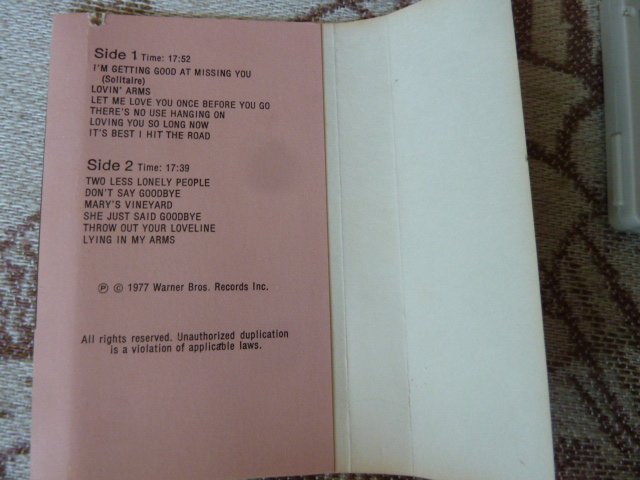 Side 1 Time: 17:52
I'M GETTING GOOD AT MISSING YOU
(Solitaire)
LOVIN' ARMS
LET ME LOVE YOU ONCE BEFORE YOU GO
THERE'S NO USE HANGING ON
LOVING YOU SO LONG NOW
IT'S BEST I HIT THE ROAD
Side 2 Time: 17:39
TWO LESS LONELY PEOPLE
DON'T SAY GOODBYE
MARY'S VINEYARD
SHE JUST SAID GOODBYE
THROW OUT YOUR LOVELINE
LYING IN MY ARMS
℗ © 1977 Warner Bros. Records Inc.
All rights reserved. Unauthorized duplication
is a violation of applicable laws.